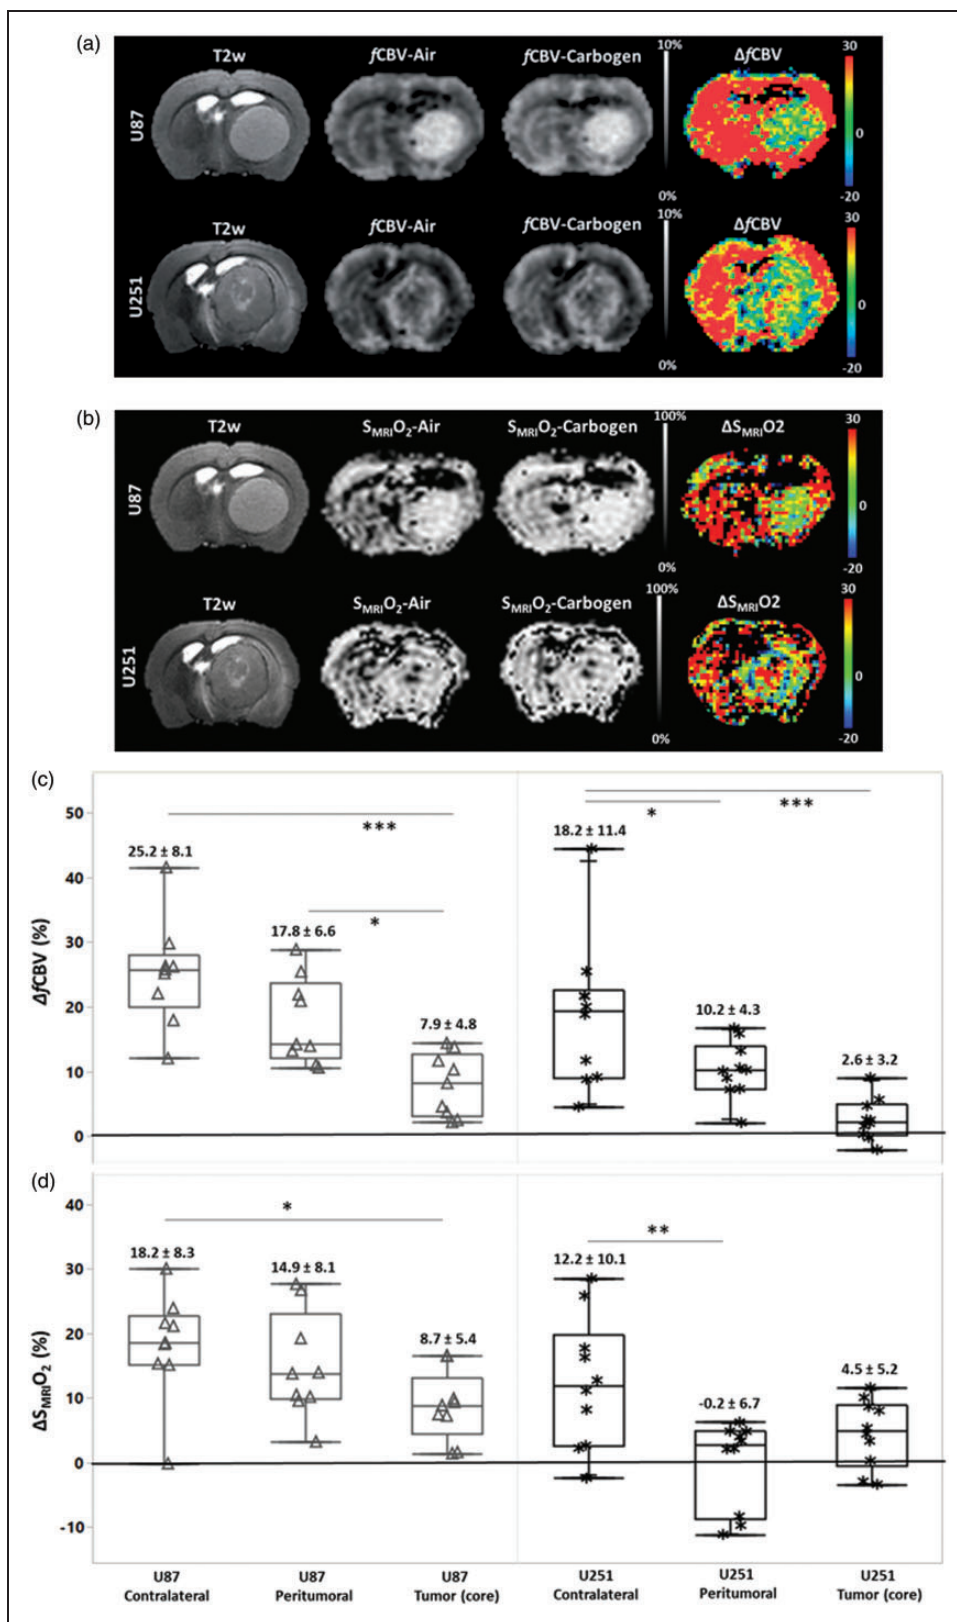 (a)
T2w
fCBV-Air
fCBV-Carbogen
10%
ΔfCBV
30
U87
0
0%
-20
T2w
fCBV-Air
fCBV-Carbogen
10%
ΔfCBV
30
U251
0
0%
-20
(b)
T2w
SMRIO2-Air
SMRIO2-Carbogen
100%
ΔSMRIO2
30
U87
0
0%
-20
T2w
SMRIO2-Air
SMRIO2-Carbogen
100%
ΔSMRIO2
30
U251
0
0%
-20
(c)
ΔfCBV (%)
50
40
30
20
10
0
***
*
*
***
25.2 ± 8.1
17.8 ± 6.6
7.9 ± 4.8
18.2 ± 11.4
10.2 ± 4.3
2.6 ± 3.2
(d)
ΔSMRIO2 (%)
40
30
20
10
0
-10
*
**
18.2 ± 8.3
14.9 ± 8.1
8.7 ± 5.4
12.2 ± 10.1
-0.2 ± 6.7
4.5 ± 5.2
U87
Contralateral
U87
Peritumoral
U87
Tumor (core)
U251
Contralateral
U251
Peritumoral
U251
Tumor (core)